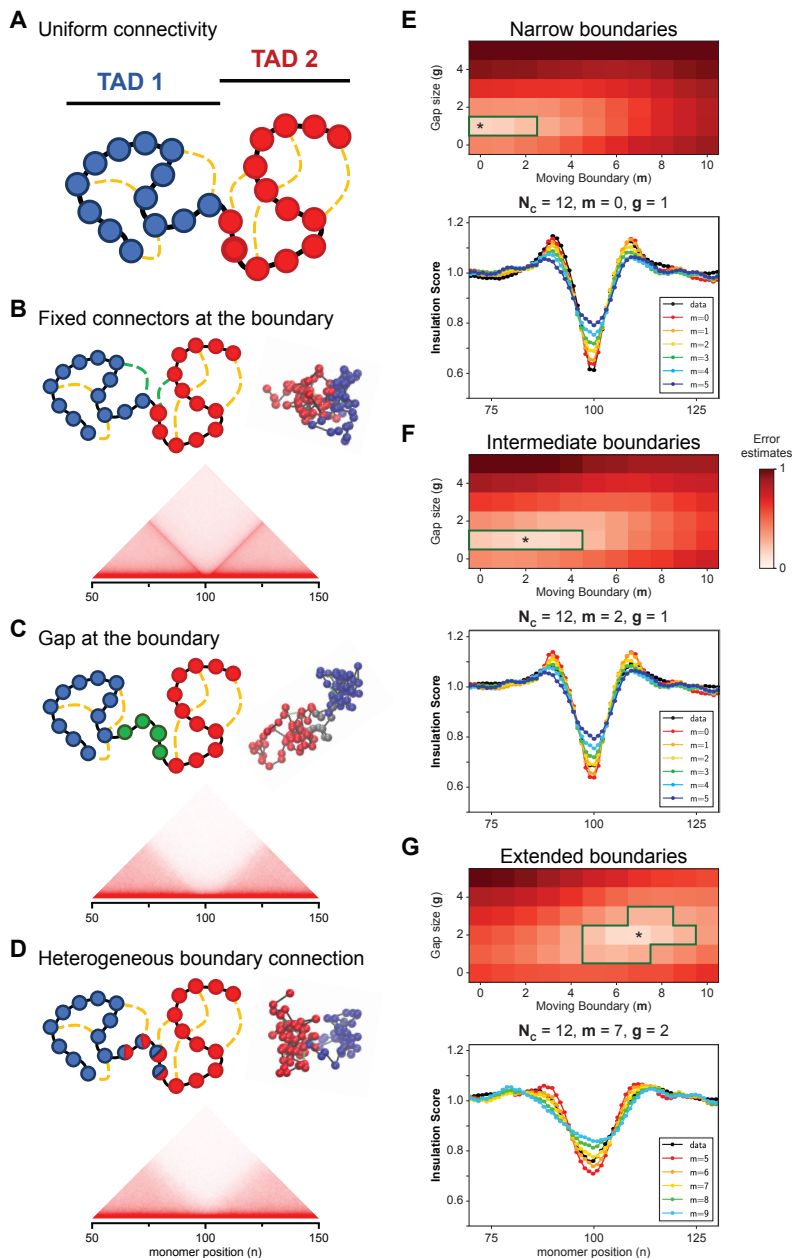 A Uniform connectivity
TAD 1
TAD 2
B
Fixed connectors at the boundary
50 100 150
C
Gap at the boundary
50 100 150
D
Heterogeneous boundary connection
50 100 150
monomer position (n)
E
Narrow boundaries
Gap size (g)
4
2
0
*
0 2 4 6 8 10
Moving Boundary (m)
Nc = 12, m = 0, g = 1
Insulation Score
1.2
1.0
0.8
0.6
data
m=0
m=1
m=2
m=3
m=4
m=5
75 100 125
F
Intermediate boundaries
Error
estimates
1
0
Gap size (g)
4
2
0
*
0 2 4 6 8 10
Moving Boundary (m)
Nc = 12, m = 2, g = 1
Insulation Score
1.2
1.0
0.8
0.6
data
m=0
m=1
m=2
m=3
m=4
m=5
75 100 125
G
Extended boundaries
Gap size (g)
4
2
0
*
0 2 4 6 8 10
Moving Boundary (m)
Nc = 12, m = 7, g = 2
Insulation Score
1.2
1.0
0.8
0.6
data
m=5
m=6
m=7
m=8
m=9
75 100 125
monomer position (n)